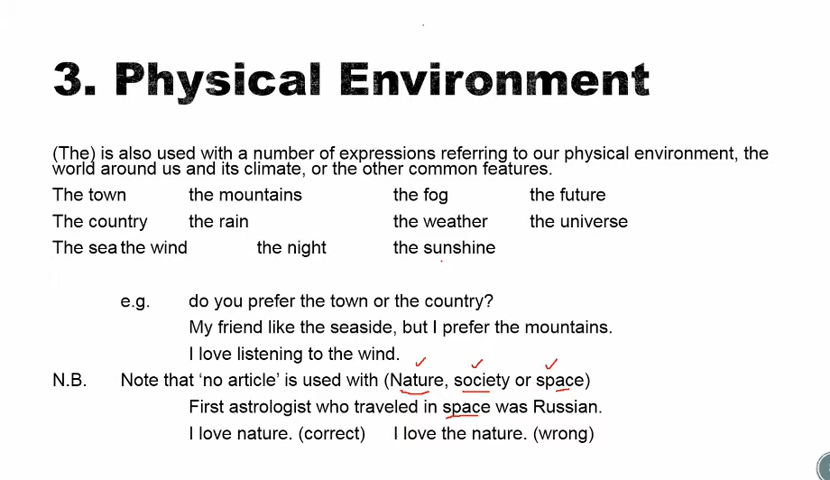 3. Physical Environment
(The) is also used with a number of expressions referring to our physical environment, the
world around us and its climate, or the other common features.
The town the mountains the fog the future
The country the rain the weather the universe
The sea the wind the night the sunshine
e.g. do you prefer the town or the country?
My friend like the seaside, but I prefer the mountains.
I love listening to the wind.
N.B. Note that ‘no article’ is used with (Nature, society or space)
First astrologist who traveled in space was Russian.
I love nature. (correct) I love the nature. (wrong)